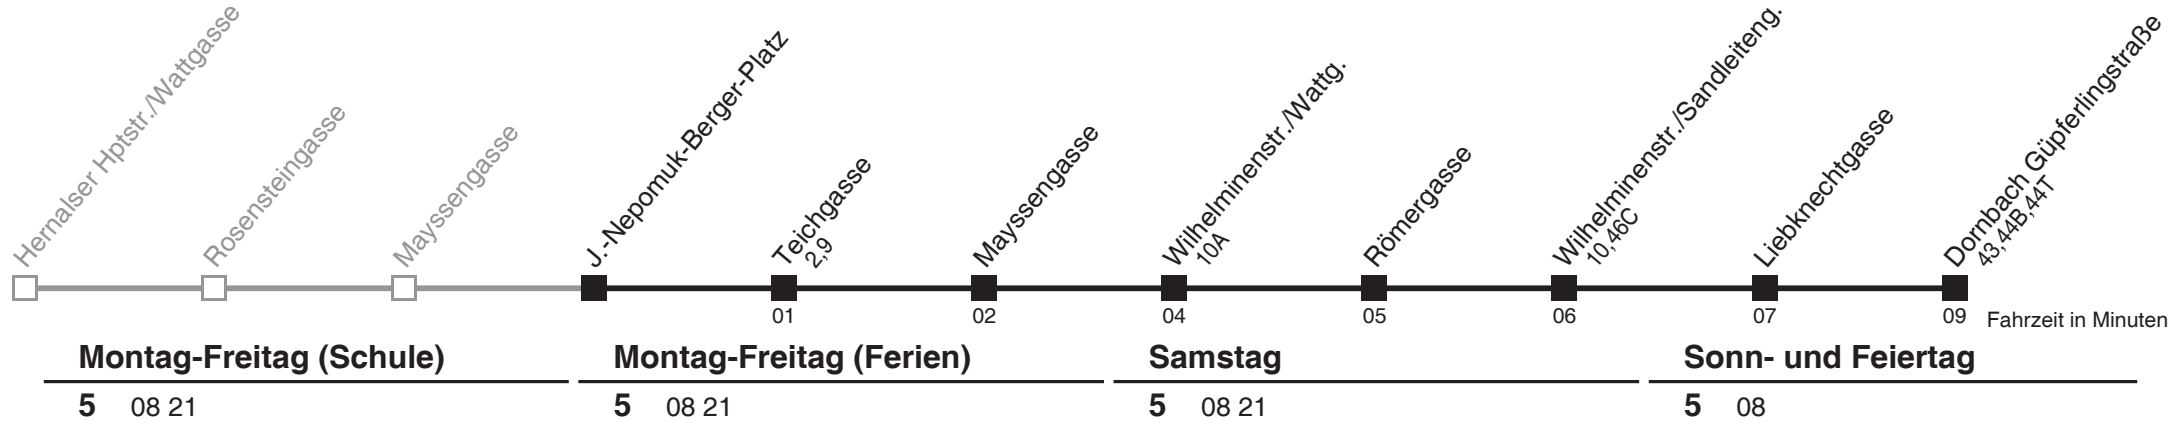 Hernalser Hptstr./Wattgasse
Rosensteingasse
Mayssengasse
J.-Nepomuk-Berger-Platz
Teichgasse
2,9
Mayssengasse
Wilhelminenstr./Wattg.
10A
Römergasse
Wilhelminenstr./Sandleiteng.
10,46C
Liebknechtgasse
Dornbach Güpferlingstraße
43,44B,44T
01 02 04 05 06 07 09 Fahrzeit in Minuten
Montag-Freitag (Schule) Montag-Freitag (Ferien) Samstag Sonn- und Feiertag
5 08 21 5 08 21 5 08 21 5 08